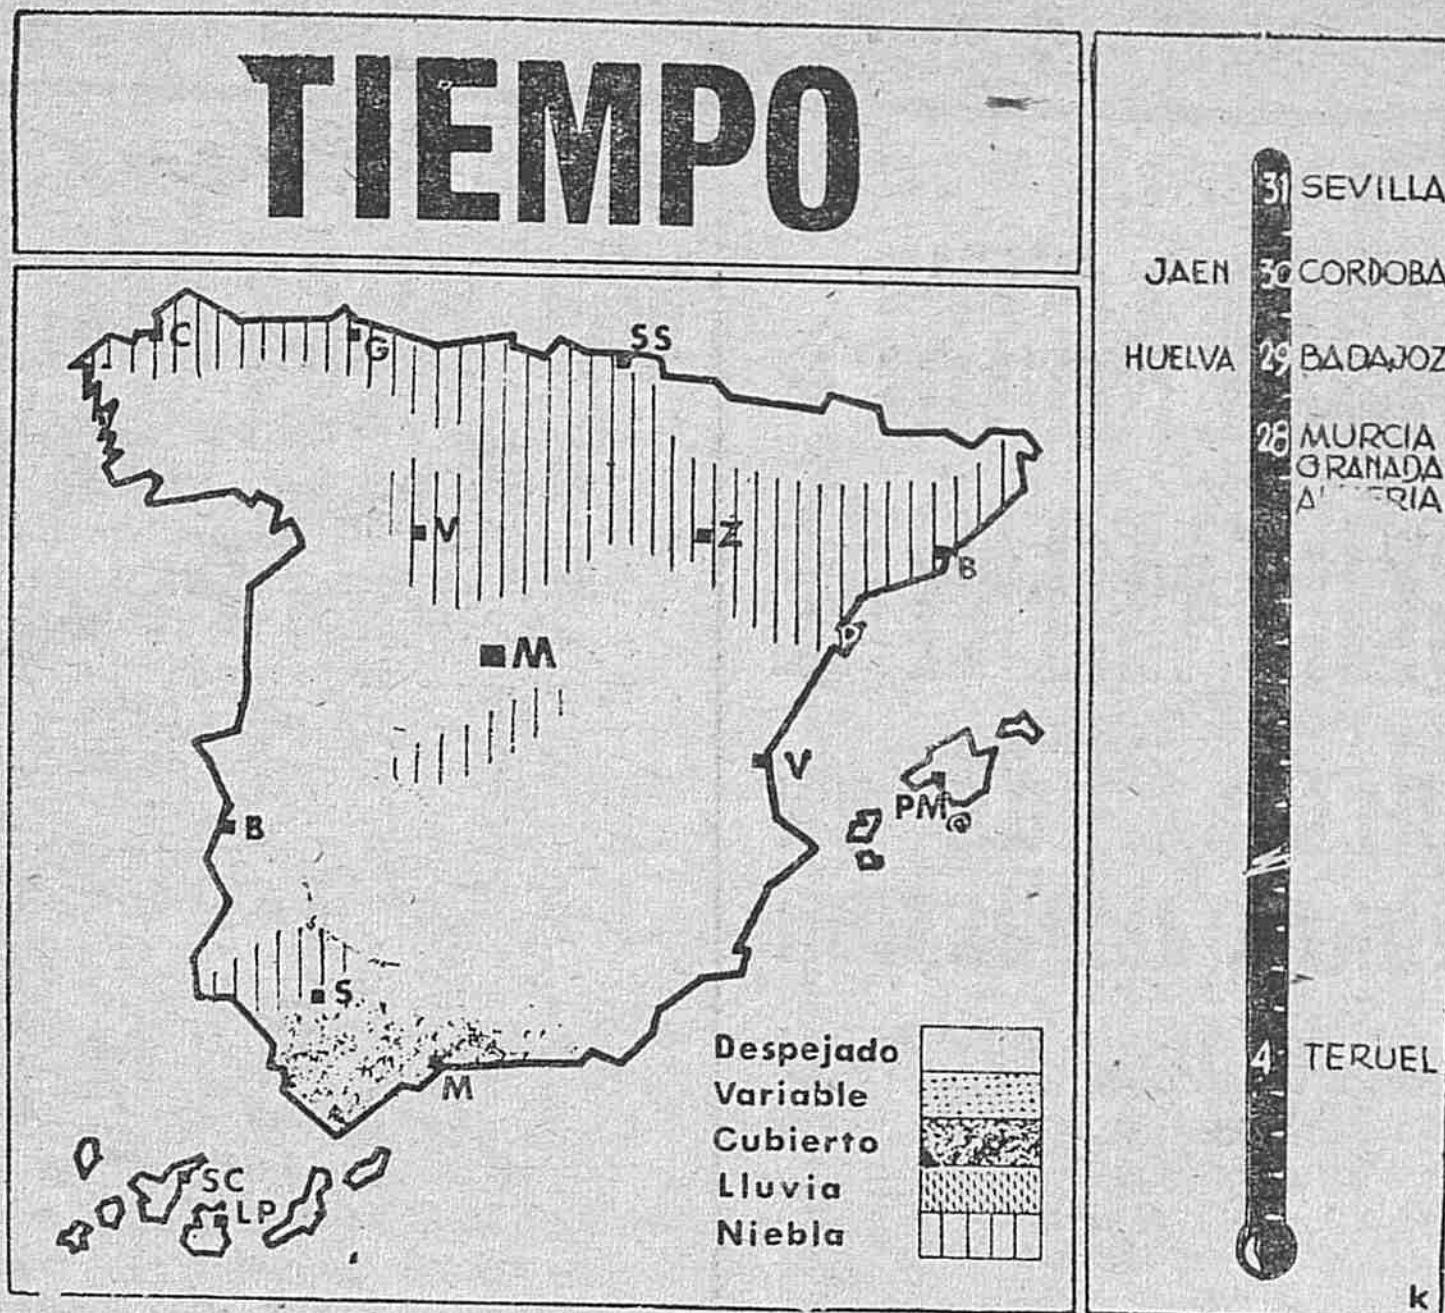 TIEMPO
C
G
SS
V
Z
B
M
V
PM
B
S
M
SC
LP
Despejado
Variable
Cubierto
Lluvia
Niebla
31 SEVILLA
JAEN 30 CORDOBA
HUELVA 29 BADAJOZ
28 MURCIA
GRANADA
4 TERUEL
k